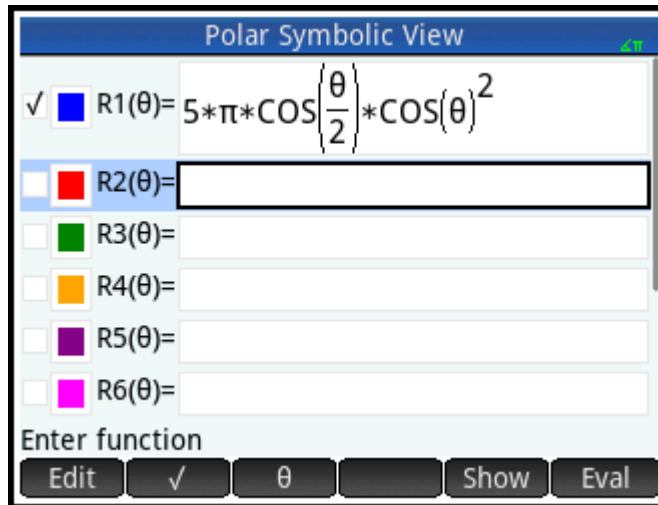 Polar Symbolic View
∡π
√ R1(θ)= 5*π*COS(θ/2)*COS(θ)²
R2(θ)=
R3(θ)=
R4(θ)=
R5(θ)=
R6(θ)=
Enter function
Edit √ θ Show Eval